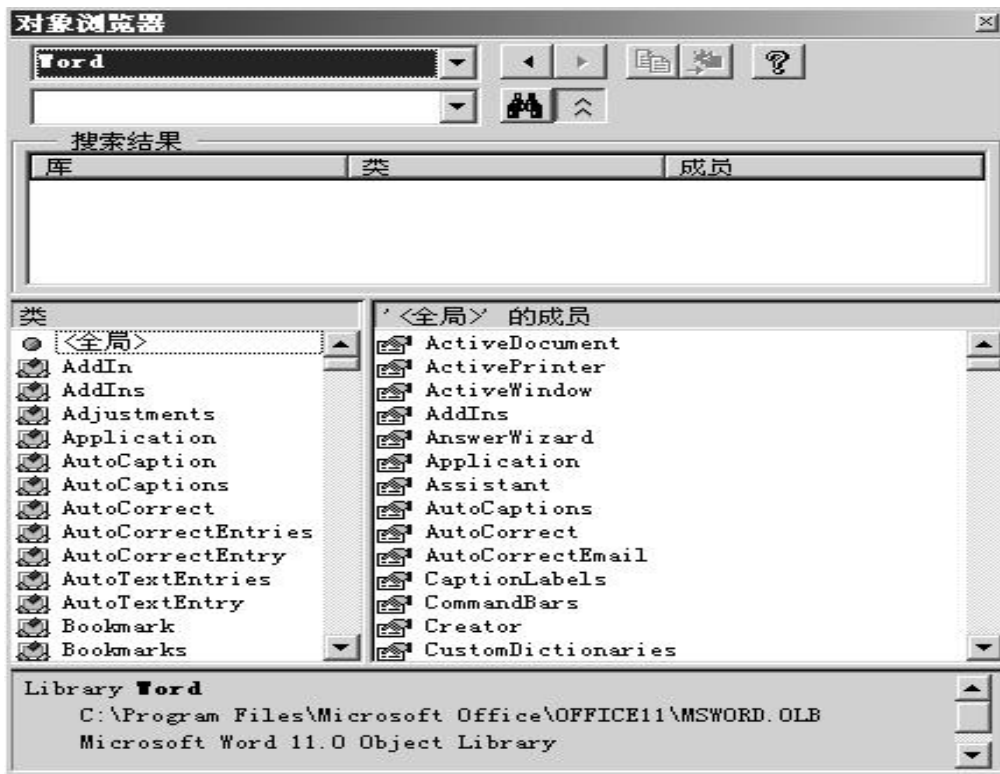 对象浏览器
Word
搜索结果
库 类 成员
类
<全局>
AddIn
AddIns
Adjustments
Application
AutoCaption
AutoCaptions
AutoCorrect
AutoCorrectEntries
AutoCorrectEntry
AutoTextEntries
AutoTextEntry
Bookmark
Bookmarks
'<全局>' 的成员
ActiveDocument
ActivePrinter
ActiveWindow
AddIns
AnswerWizard
Application
Assistant
AutoCaptions
AutoCorrect
AutoCorrectEmail
CaptionLabels
CommandBars
Creator
CustomDictionaries
Library Word
C:\Program Files\Microsoft Office\OFFICE11\MSWORD.OLB
Microsoft Word 11.0 Object Library